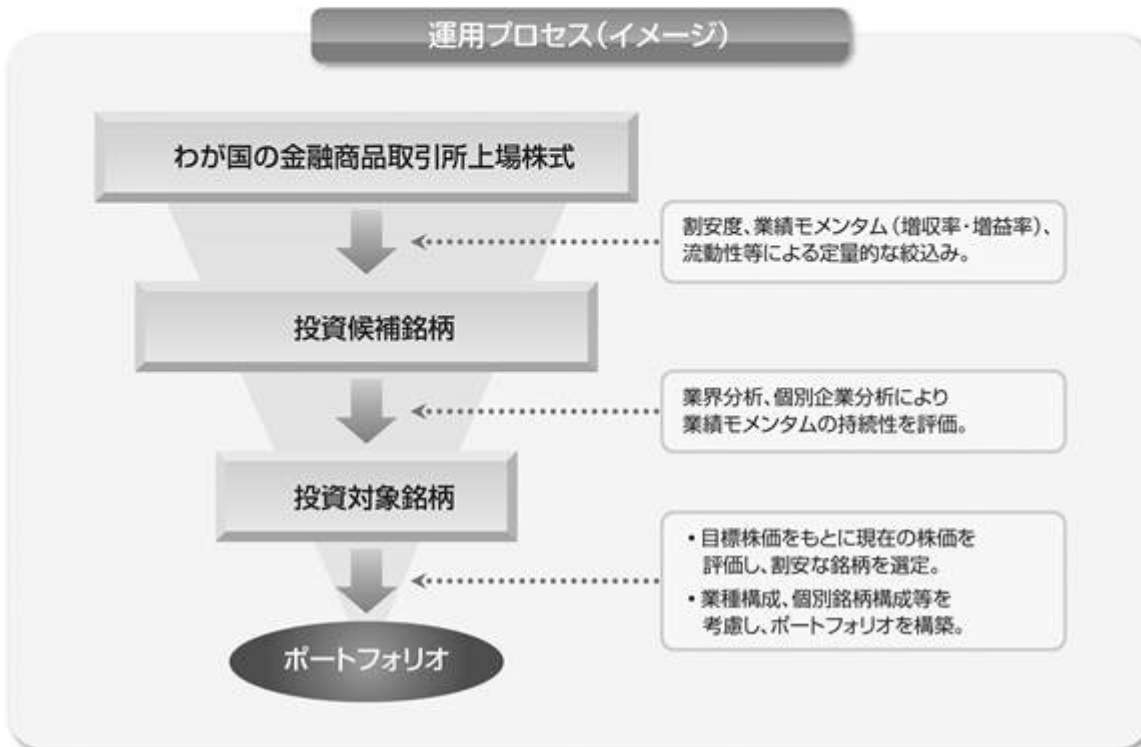 運用プロセス(イメージ)
わが国の金融商品取引所上場株式
割安度、業績モメンタム(増収率・増益率)、
流動性等による定量的な絞込み。
投資候補銘柄
業界分析、個別企業分析により
業績モメンタムの持続性を評価。
投資対象銘柄
・目標株価をもとに現在の株価を
評価し、割安な銘柄を選定。
・業種構成、個別銘柄構成等を
考慮し、ポートフォリオを構築。
ポートフォリオ